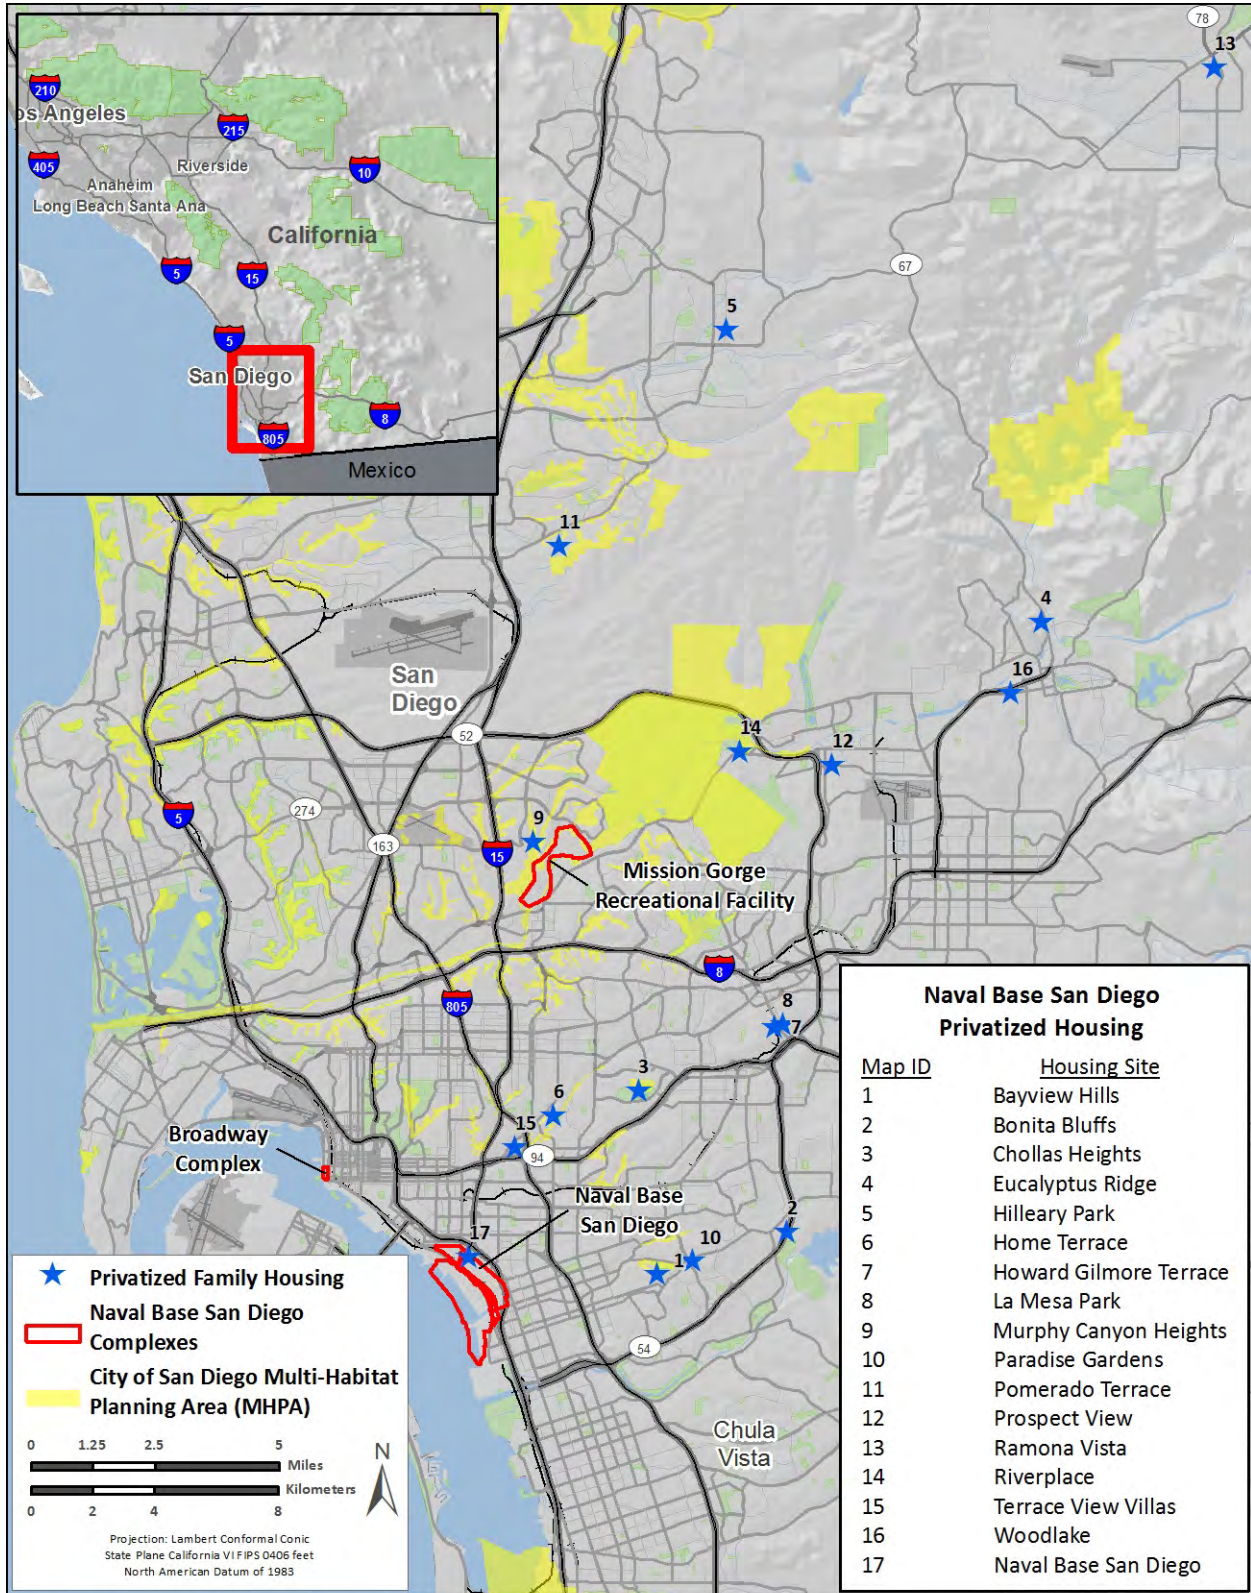 210
os Angeles
215
405
Riverside
10
Anaheim
Long Beach Santa Ana
California
5
15
5
San Diego
8
805
Mexico
78
13
67
5
11
4
16
San
Diego
52
14
12
274
5
163
9
15
Mission Gorge
Recreational Facility
8
805
8
7
3
6
15
94
Broadway
Complex
Naval Base
San Diego
17
2
10
1
54
Chula
Vista
Privatized Family Housing
Naval Base San Diego
Complexes
City of San Diego Multi-Habitat
Planning Area (MHPA)
0 1.25 2.5 5
Miles
Kilometers
0 2 4 8
N
Projection: Lambert Conformal Conic
State Plane California VI FIPS 0406 feet
North American Datum of 1983
Naval Base San Diego
Privatized Housing
Map ID Housing Site
1 Bayview Hills
2 Bonita Bluffs
3 Chollas Heights
4 Eucalyptus Ridge
5 Hilleary Park
6 Home Terrace
7 Howard Gilmore Terrace
8 La Mesa Park
9 Murphy Canyon Heights
10 Paradise Gardens
11 Pomerado Terrace
12 Prospect View
13 Ramona Vista
14 Riverplace
15 Terrace View Villas
16 Woodlake
17 Naval Base San Diego